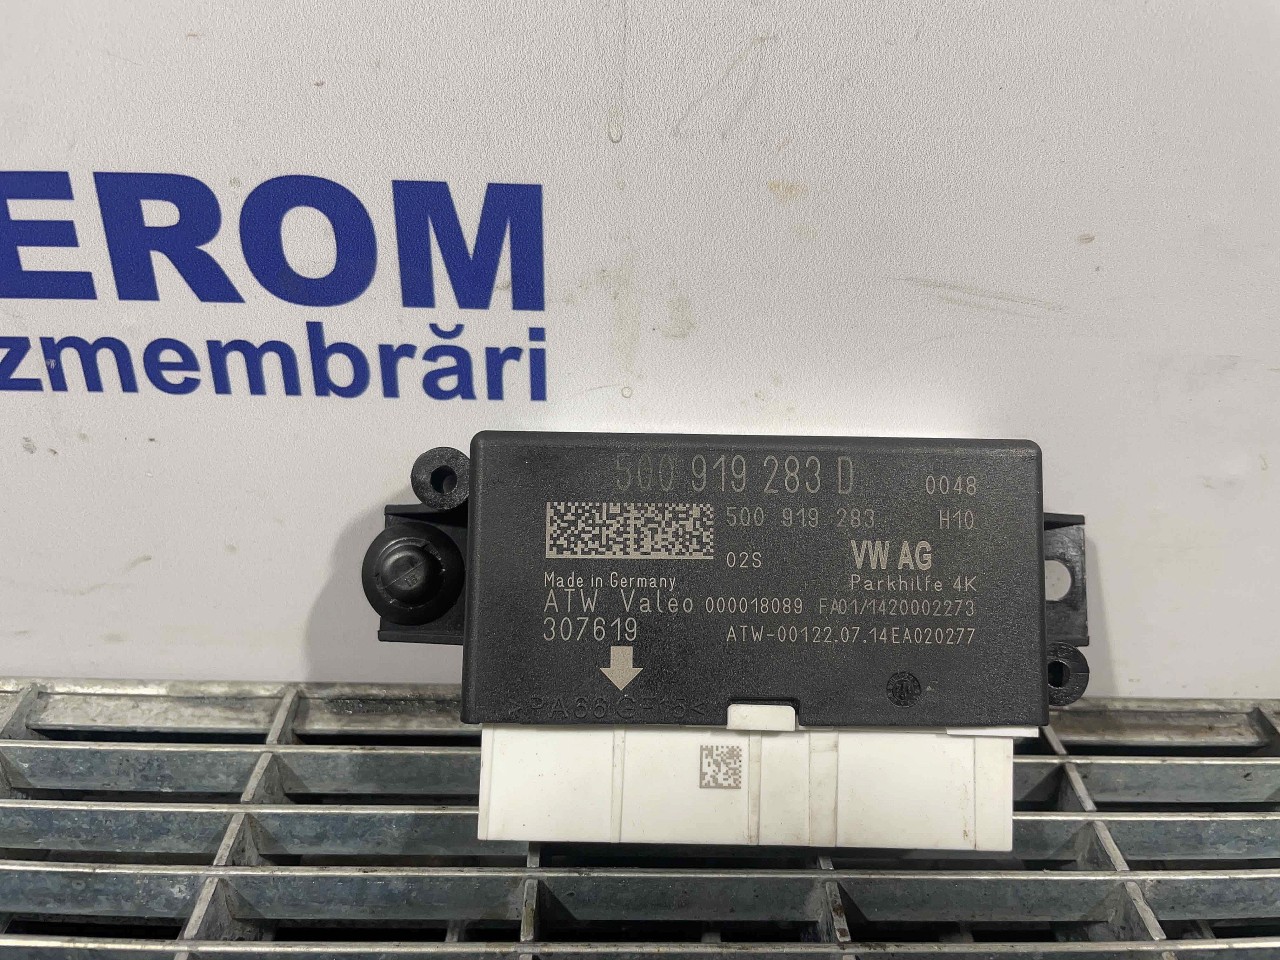 EROM
zmembrări
5Q0 919 283 D
0048
5Q0 919 283
H10
02S
VW AG
Parkhilfe 4K
Made in Germany
ATW Valeo 000018089 FA01/1420002273
307619
ATW-00122.07.14EA020277